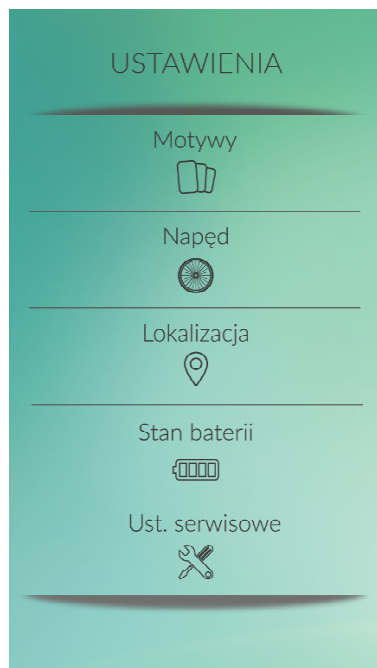 USTAWIENIA
Motywy
Napęd
Lokalizacja
Stan baterii
Ust. serwisowe